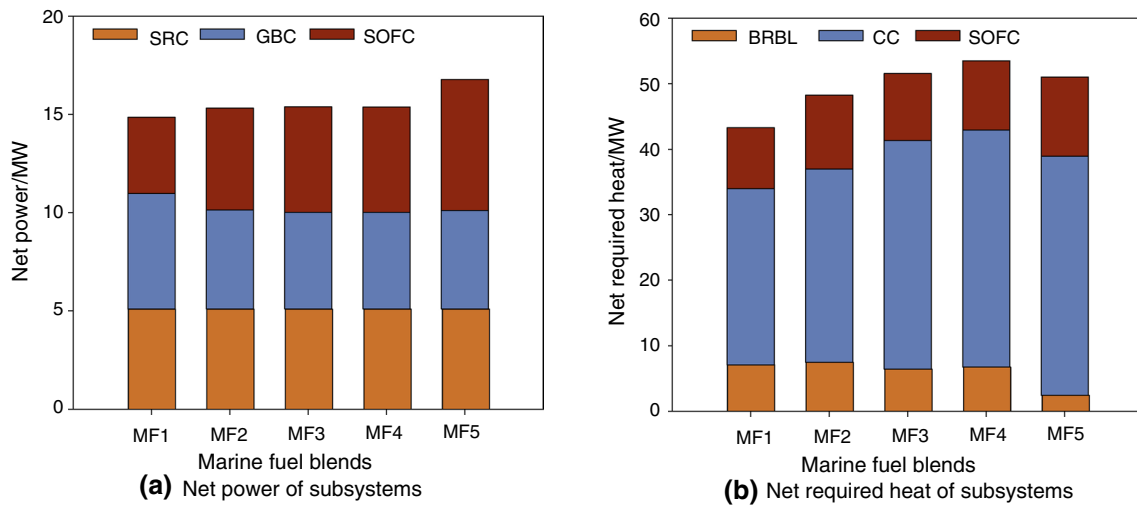 20
15
10
5
0
Net power/MW
SRC GBC SOFC
MF1 MF2 MF3 MF4 MF5
Marine fuel blends
(a) Net power of subsystems
60
50
40
30
20
10
0
Net required heat/MW
BRBL CC SOFC
MF1 MF2 MF3 MF4 MF5
Marine fuel blends
(b) Net required heat of subsystems